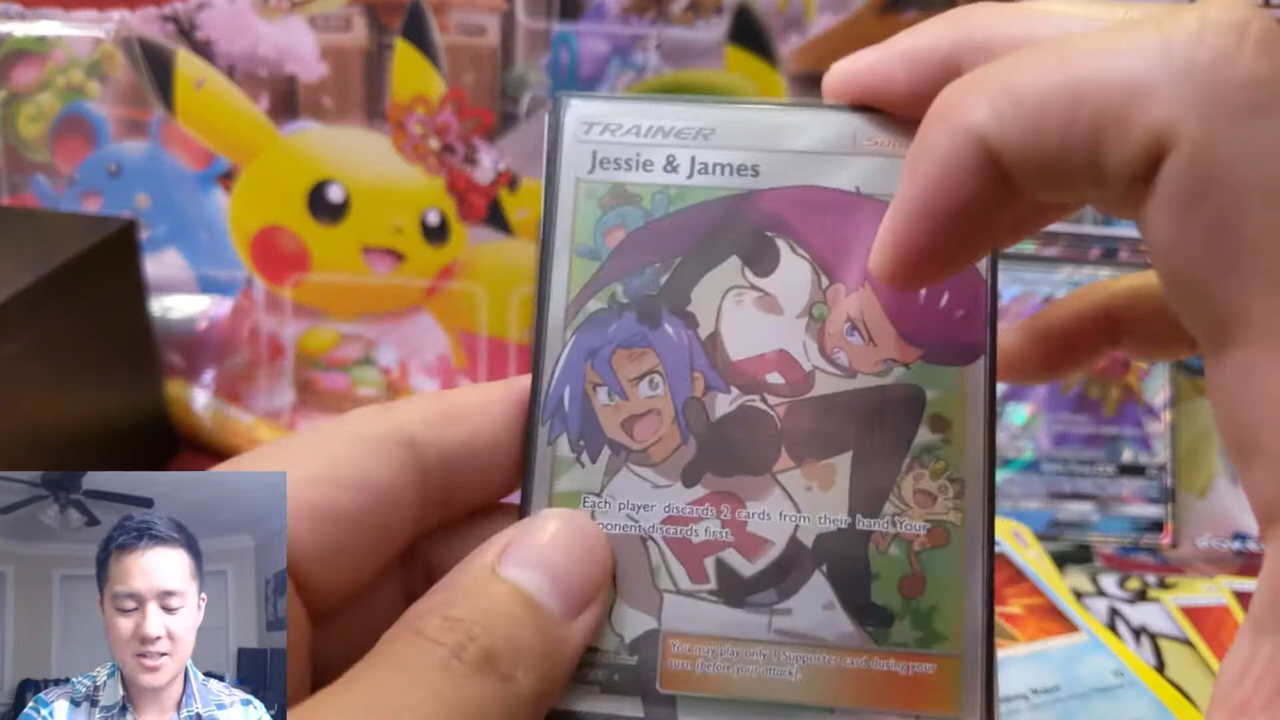 TRAINER
Jessie & James
Each player discards 2 cards from their hand. Your
ponent discards first.
You may play only 1 Supporter card during your
turn (before your attack).